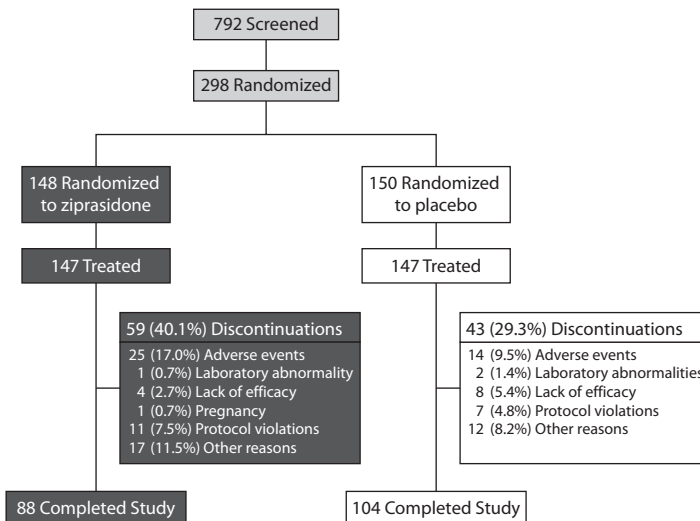 792 Screened
298 Randomized
148 Randomized
to ziprasidone
150 Randomized
to placebo
147 Treated
147 Treated
59 (40.1%) Discontinuations
25 (17.0%) Adverse events
1 (0.7%) Laboratory abnormality
4 (2.7%) Lack of efficacy
1 (0.7%) Pregnancy
11 (7.5%) Protocol violations
17 (11.5%) Other reasons
43 (29.3%) Discontinuations
14 (9.5%) Adverse events
2 (1.4%) Laboratory abnormalities
8 (5.4%) Lack of efficacy
7 (4.8%) Protocol violations
12 (8.2%) Other reasons
88 Completed Study
104 Completed Study